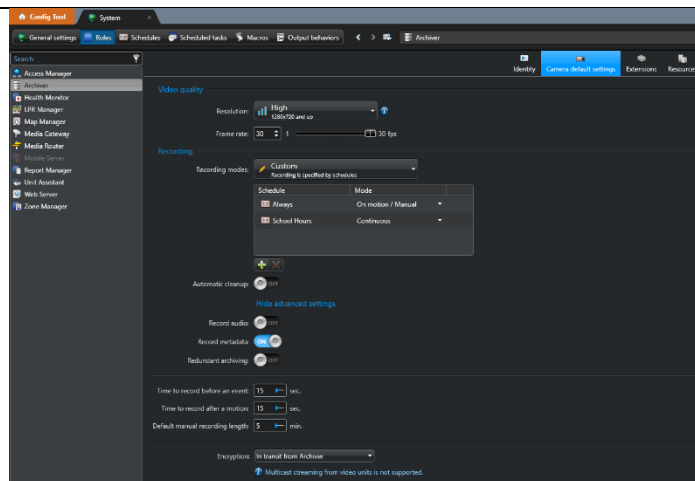 Config Tool
System
General settings
Roles
Schedules
Scheduled tasks
Macros
Output behaviors
Archiver
Search
Identity
Camera default settings
Extensions
Resource
Access Manager
Archiver
Health Monitor
LPR Manager
Map Manager
Media Gateway
Media Router
Mobile Server
Report Manager
Unit Assistant
Web Server
Zone Manager
Video quality
Resolution:
High
1280x720 and up
Frame rate: 30 1 30 fps
Recording
Recording modes:
Custom
Recording is specified by schedules
Schedule Mode
Always On motion / Manual
School Hours Continuous
Automatic cleanup: OFF
Hide advanced settings
Record audio: OFF
Record metadata: ON
Redundant archiving: OFF
Time to record before an event: 15 sec.
Time to record after a motion: 15 sec.
Default manual recording length: 5 min.
Encryption: In transit from Archiver
Multicast streaming from video units is not supported.